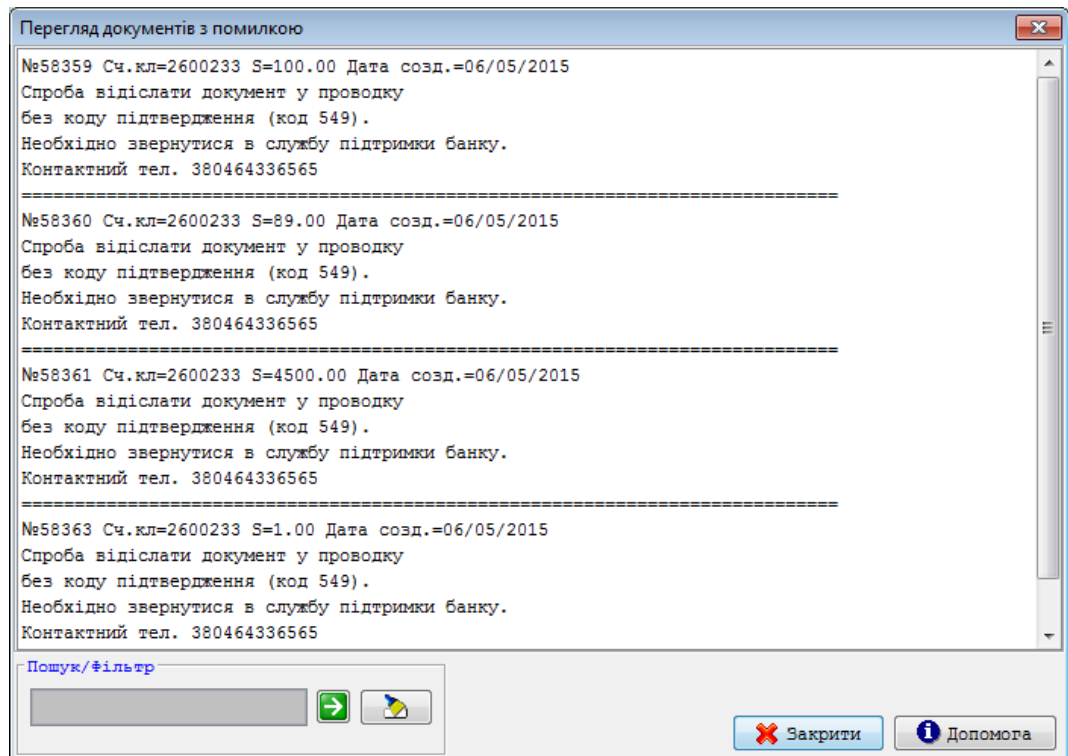 Перегляд документів з помилкою
№58359 Сч.кл=2600233 S=100.00 Дата созд.=06/05/2015
Спроба відіслати документ у проводку
без коду підтвердження (код 549).
Необхідно звернутися в службу підтримки банку.
Контактний тел. 380464336565
=============================================================================
№58360 Сч.кл=2600233 S=89.00 Дата созд.=06/05/2015
Спроба відіслати документ у проводку
без коду підтвердження (код 549).
Необхідно звернутися в службу підтримки банку.
Контактний тел. 380464336565
=============================================================================
№58361 Сч.кл=2600233 S=4500.00 Дата созд.=06/05/2015
Спроба відіслати документ у проводку
без коду підтвердження (код 549).
Необхідно звернутися в службу підтримки банку.
Контактний тел. 380464336565
=============================================================================
№58363 Сч.кл=2600233 S=1.00 Дата созд.=06/05/2015
Спроба відіслати документ у проводку
без коду підтвердження (код 549).
Необхідно звернутися в службу підтримки банку.
Контактний тел. 380464336565
Пошук/Фільтр
Закрити
Допомога